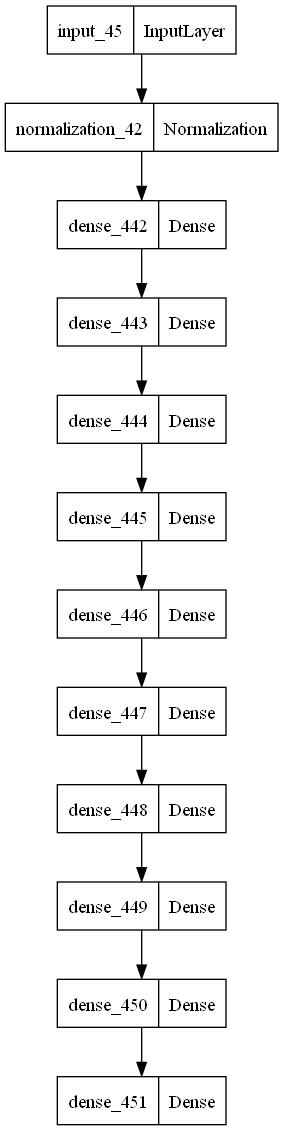 input_45 InputLayer
normalization_42 Normalization
dense_442 Dense
dense_443 Dense
dense_444 Dense
dense_445 Dense
dense_446 Dense
dense_447 Dense
dense_448 Dense
dense_449 Dense
dense_450 Dense
dense_451 Dense